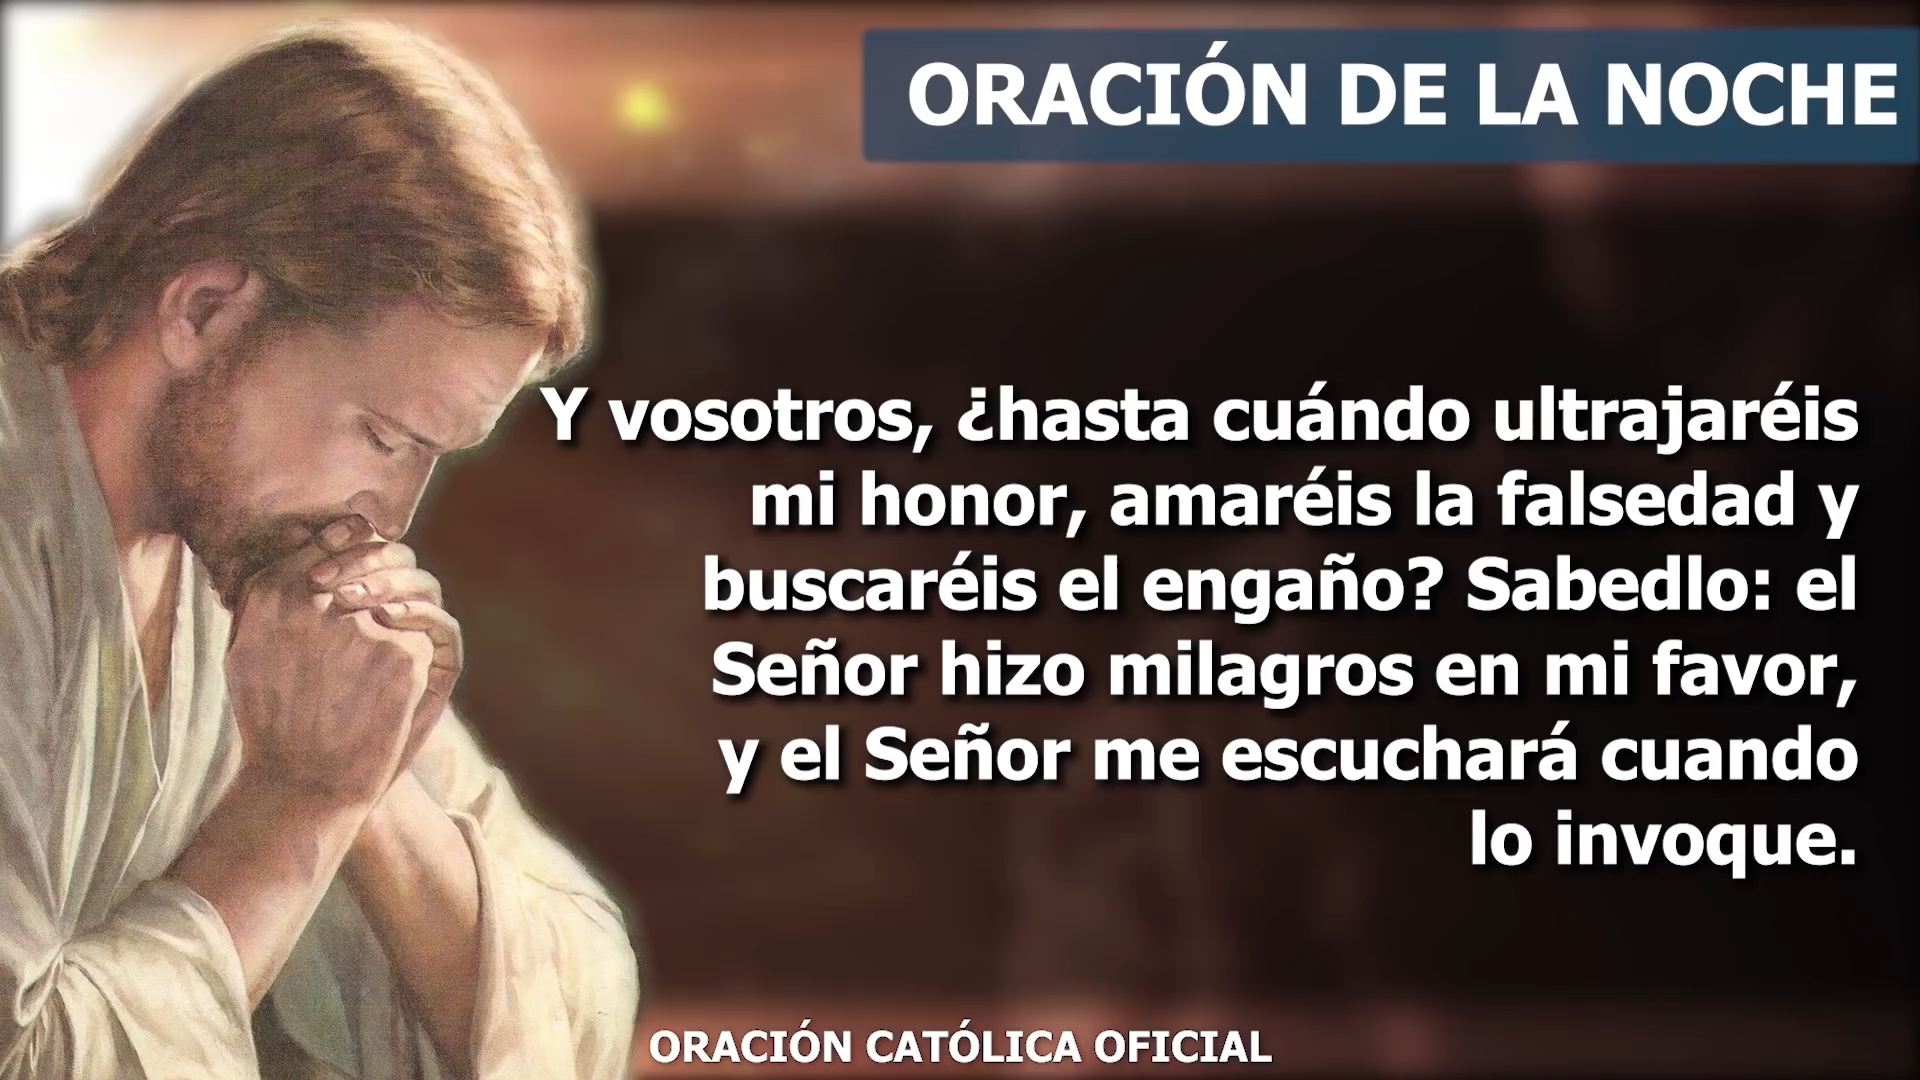 ORACIÓN DE LA NOCHE
Y vosotros, ¿hasta cuándo ultrajaréis
mi honor, amaréis la falsedad y
buscaréis el engaño? Sabedlo: el
Señor hizo milagros en mi favor,
y el Señor me escuchará cuando
lo invoque.
ORACIÓN CATÓLICA OFICIAL